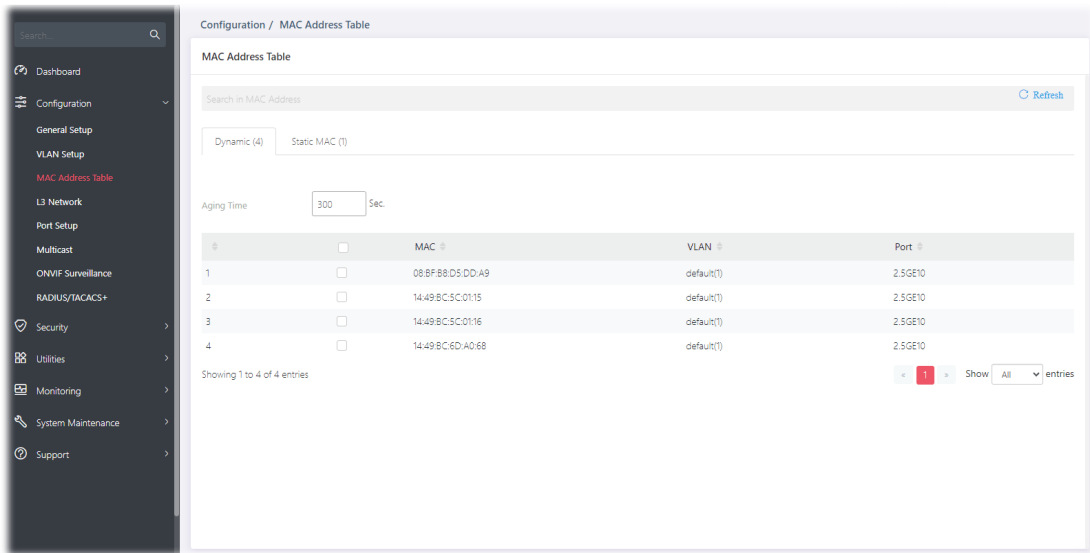 Search...
Dashboard
Configuration
General Setup
VLAN Setup
MAC Address Table
L3 Network
Port Setup
Multicast
ONVIF Surveillance
RADIUS/TACACS+
Security
Utilities
Monitoring
System Maintenance
Support
Configuration / MAC Address Table
MAC Address Table
Search in MAC Address
Refresh
Dynamic (4) Static MAC (1)
Aging Time 300 Sec.
MAC VLAN Port
1 08:BF:B8:D5:DD:A9 default(1) 2.5GE10
2 14:49:BC:5C:01:15 default(1) 2.5GE10
3 14:49:BC:5C:01:16 default(1) 2.5GE10
4 14:49:BC:6D:A0:68 default(1) 2.5GE10
Showing 1 to 4 of 4 entries « 1 » Show All entries